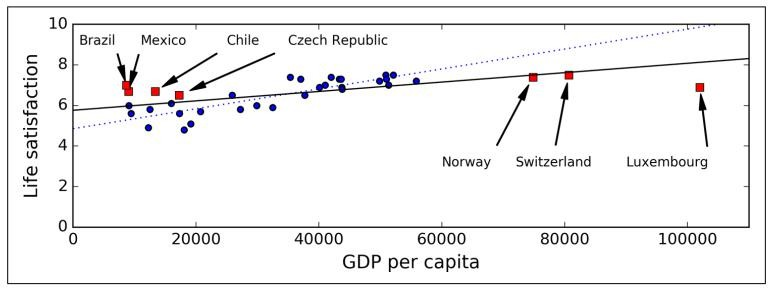 10
Brazil Mexico Chile Czech Republic
8
6
4
Norway Switzerland Luxembourg
2
0
0 20000 40000 60000 80000 100000
GDP per capita
Life satisfaction